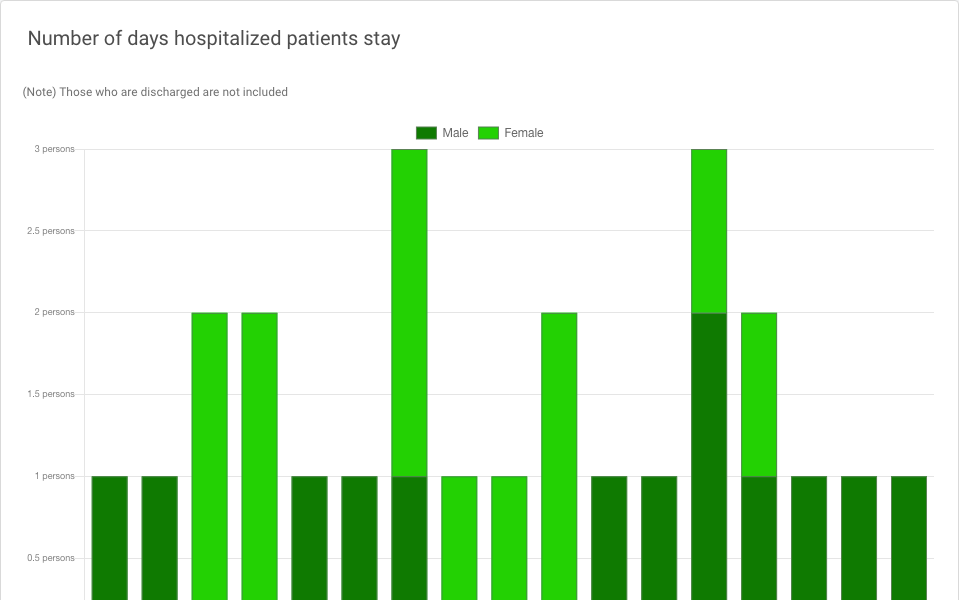 Number of days hospitalized patients stay
(Note) Those who are discharged are not included
Male Female
3 persons
2.5 persons
2 persons
1.5 persons
1 persons
0.5 persons